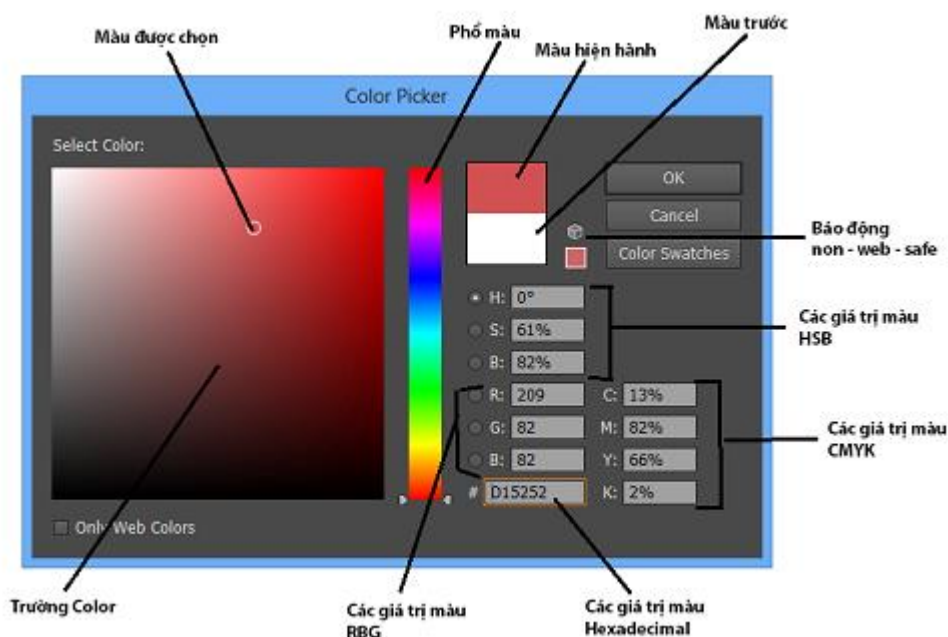 Màu được chọn
Phổ màu
Màu hiện hành
Màu trước
Color Picker
Select Color:
OK
Cancel
Color Swatches
Báo động
non - web - safe
H: 0°
S: 61%
B: 82%
Các giá trị màu
HSB
R: 209
C: 13%
G: 82
M: 82%
B: 82
Y: 66%
# D15252
K: 2%
Các giá trị màu
CMYK
Only Web Colors
Trường Color
Các giá trị màu
RBG
Các giá trị màu
Hexadecimal